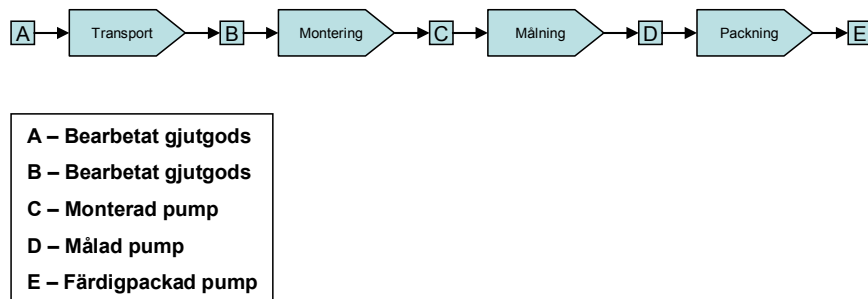 A Transport B Montering C Målning D Packning E
A – Bearbetat gjutgods
B – Bearbetat gjutgods
C – Monterad pump
D – Målad pump
E – Färdigpackad pump